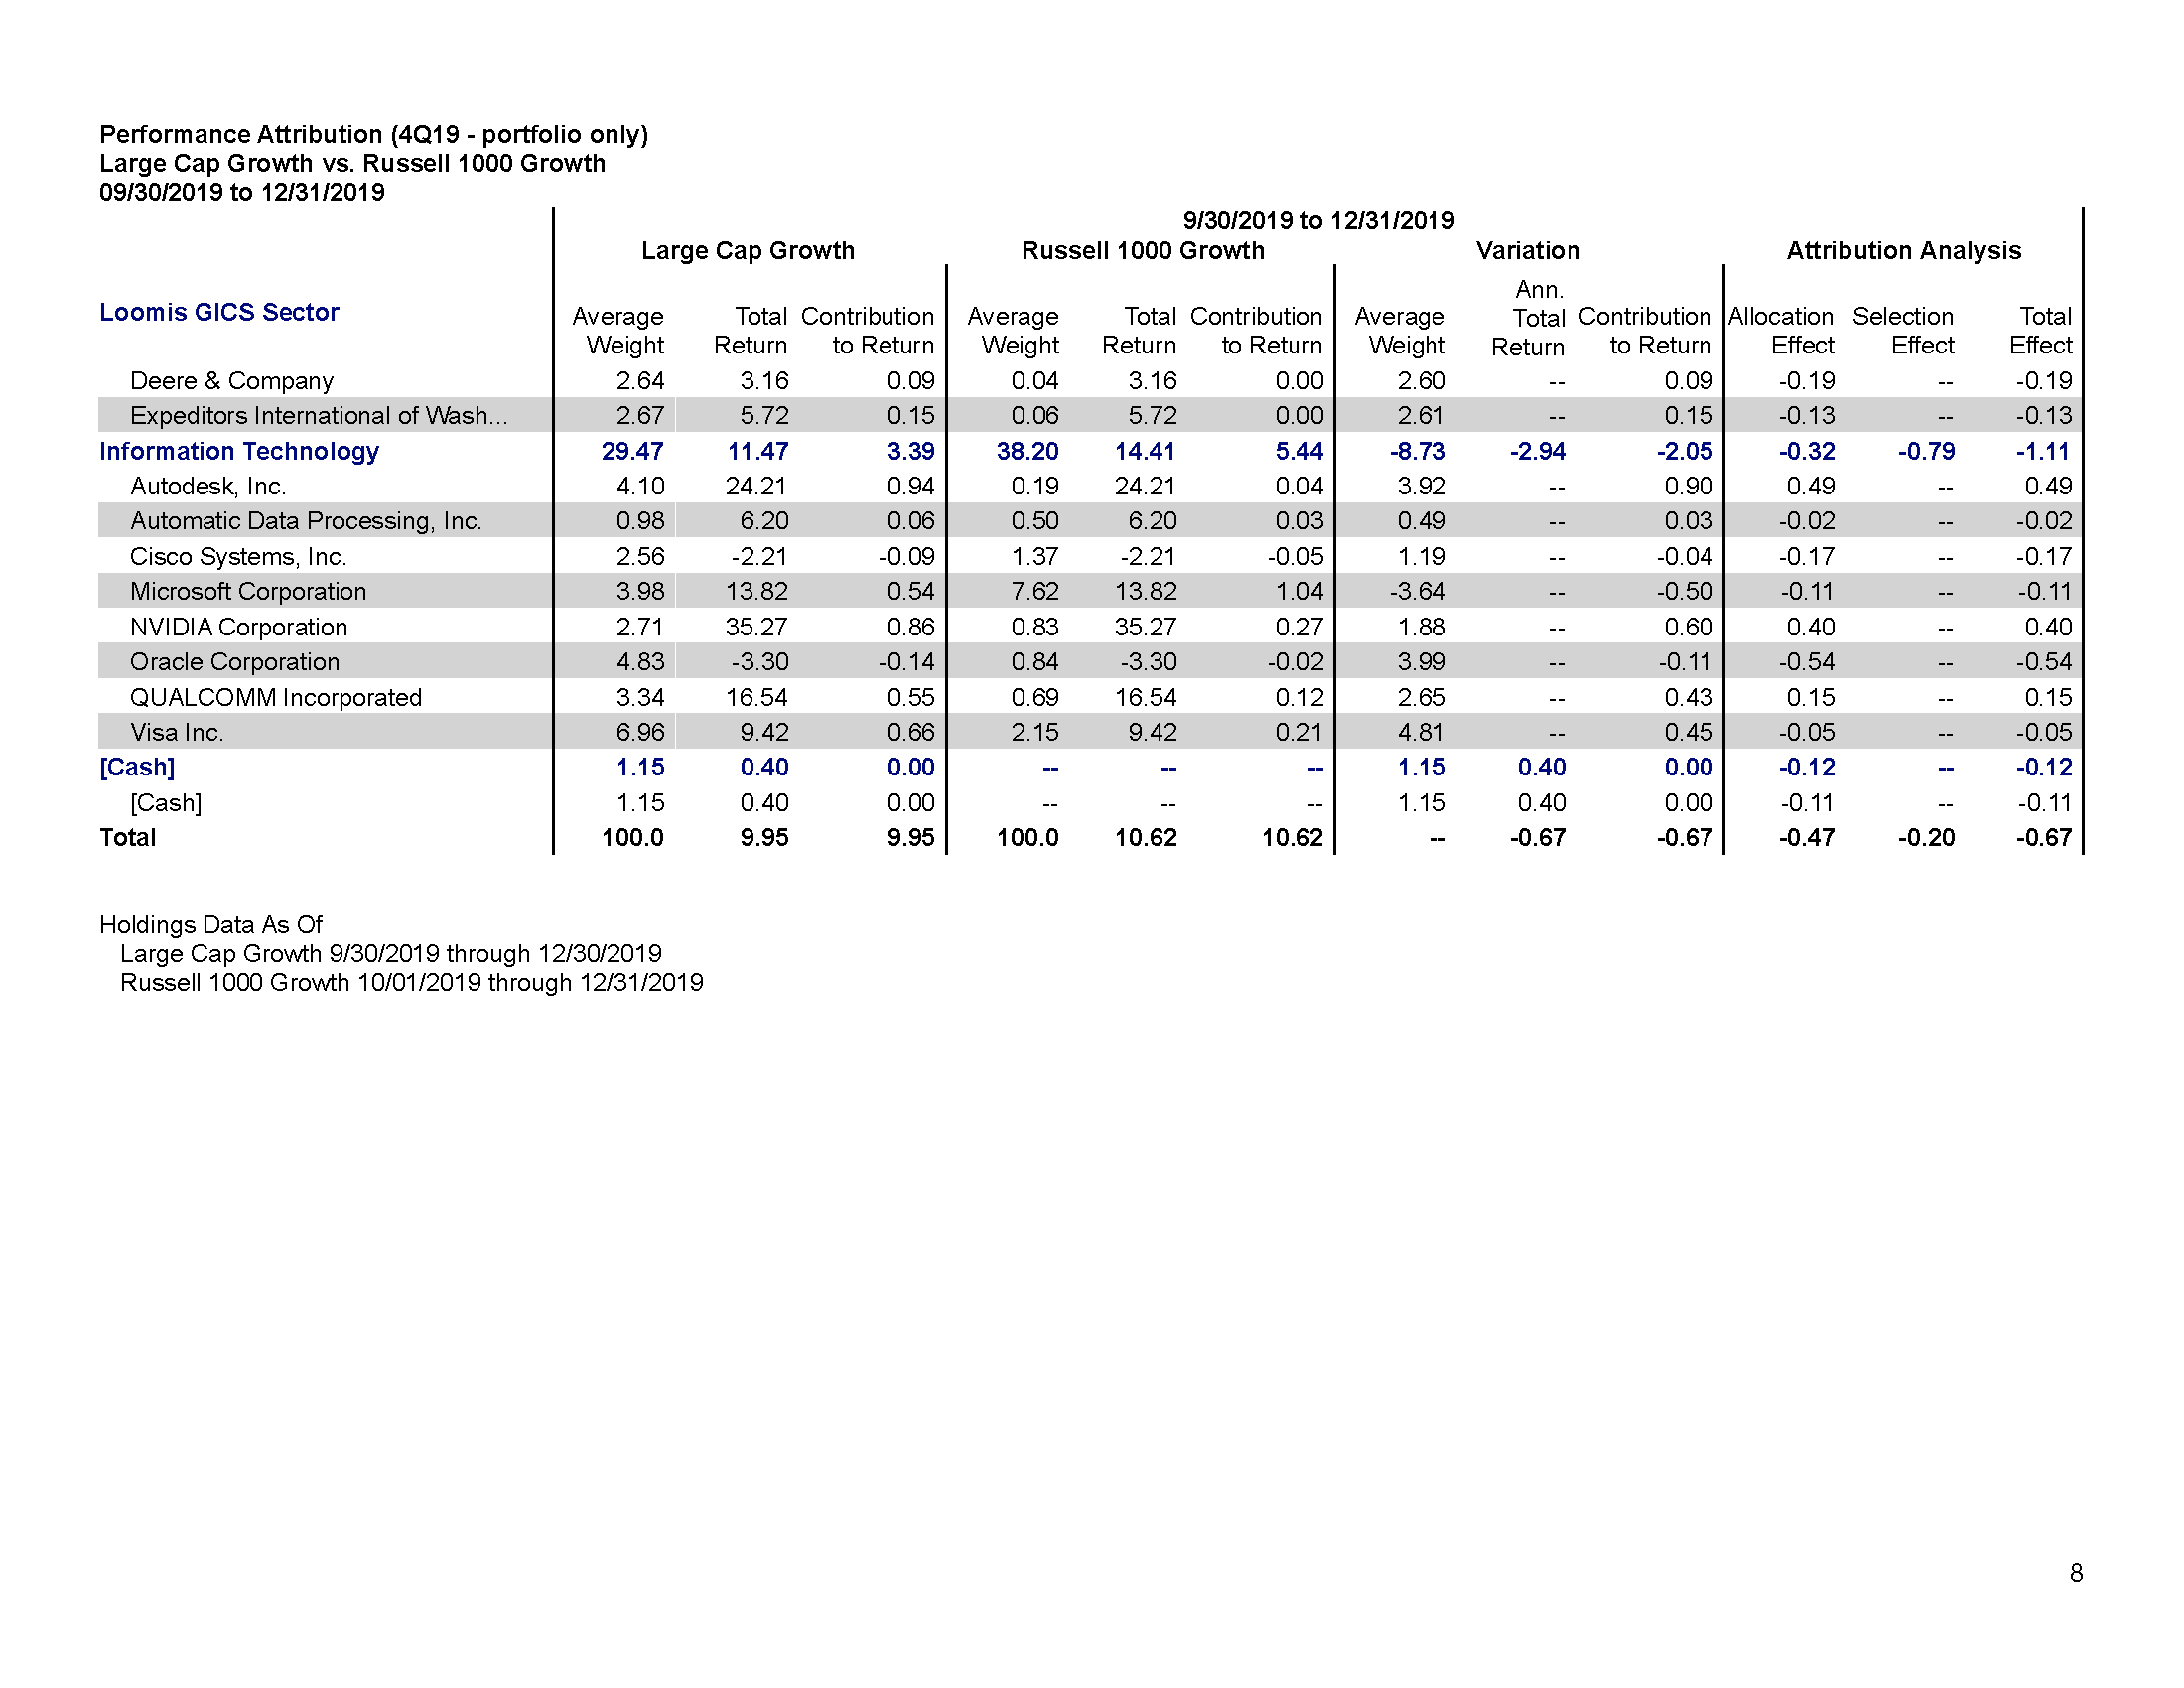 Performance Attribution (4Q19 - portfolio only)
Large Cap Growth vs. Russell 1000 Growth
09/30/2019 to 12/31/2019
9/30/2019 to 12/31/2019
Large Cap Growth Russell 1000 Growth Variation Attribution Analysis
Loomis GICS Sector Average Weight Total Return Contribution to Return Average Weight Total Return Contribution to Return Average Weight Ann. Total Return Contribution to Return Allocation Effect Selection Effect Total Effect
Deere & Company 2.64 3.16 0.09 0.04 3.16 0.00 2.60 -- 0.09 -0.19 -- -0.19
Expeditors International of Wash... 2.67 5.72 0.15 0.06 5.72 0.00 2.61 -- 0.15 -0.13 -- -0.13
Information Technology 29.47 11.47 3.39 38.20 14.41 5.44 -8.73 -2.94 -2.05 -0.32 -0.79 -1.11
Autodesk, Inc. 4.10 24.21 0.94 0.19 24.21 0.04 3.92 -- 0.90 0.49 -- 0.49
Automatic Data Processing, Inc. 0.98 6.20 0.06 0.50 6.20 0.03 0.49 -- 0.03 -0.02 -- -0.02
Cisco Systems, Inc. 2.56 -2.21 -0.09 1.37 -2.21 -0.05 1.19 -- -0.04 -0.17 -- -0.17
Microsoft Corporation 3.98 13.82 0.54 7.62 13.82 1.04 -3.64 -- -0.50 -0.11 -- -0.11
NVIDIA Corporation 2.71 35.27 0.86 0.83 35.27 0.27 1.88 -- 0.60 0.40 -- 0.40
Oracle Corporation 4.83 -3.30 -0.14 0.84 -3.30 -0.02 3.99 -- -0.11 -0.54 -- -0.54
QUALCOMM Incorporated 3.34 16.54 0.55 0.69 16.54 0.12 2.65 -- 0.43 0.15 -- 0.15
Visa Inc. 6.96 9.42 0.66 2.15 9.42 0.21 4.81 -- 0.45 -0.05 -- -0.05
[Cash] 1.15 0.40 0.00 -- -- -- 1.15 0.40 0.00 -0.12 -- -0.12
[Cash] 1.15 0.40 0.00 -- -- -- 1.15 0.40 0.00 -0.11 -- -0.11
Total 100.0 9.95 9.95 100.0 10.62 10.62 -- -0.67 -0.67 -0.47 -0.20 -0.67
Holdings Data As Of
Large Cap Growth 9/30/2019 through 12/30/2019
Russell 1000 Growth 10/01/2019 through 12/31/2019
8